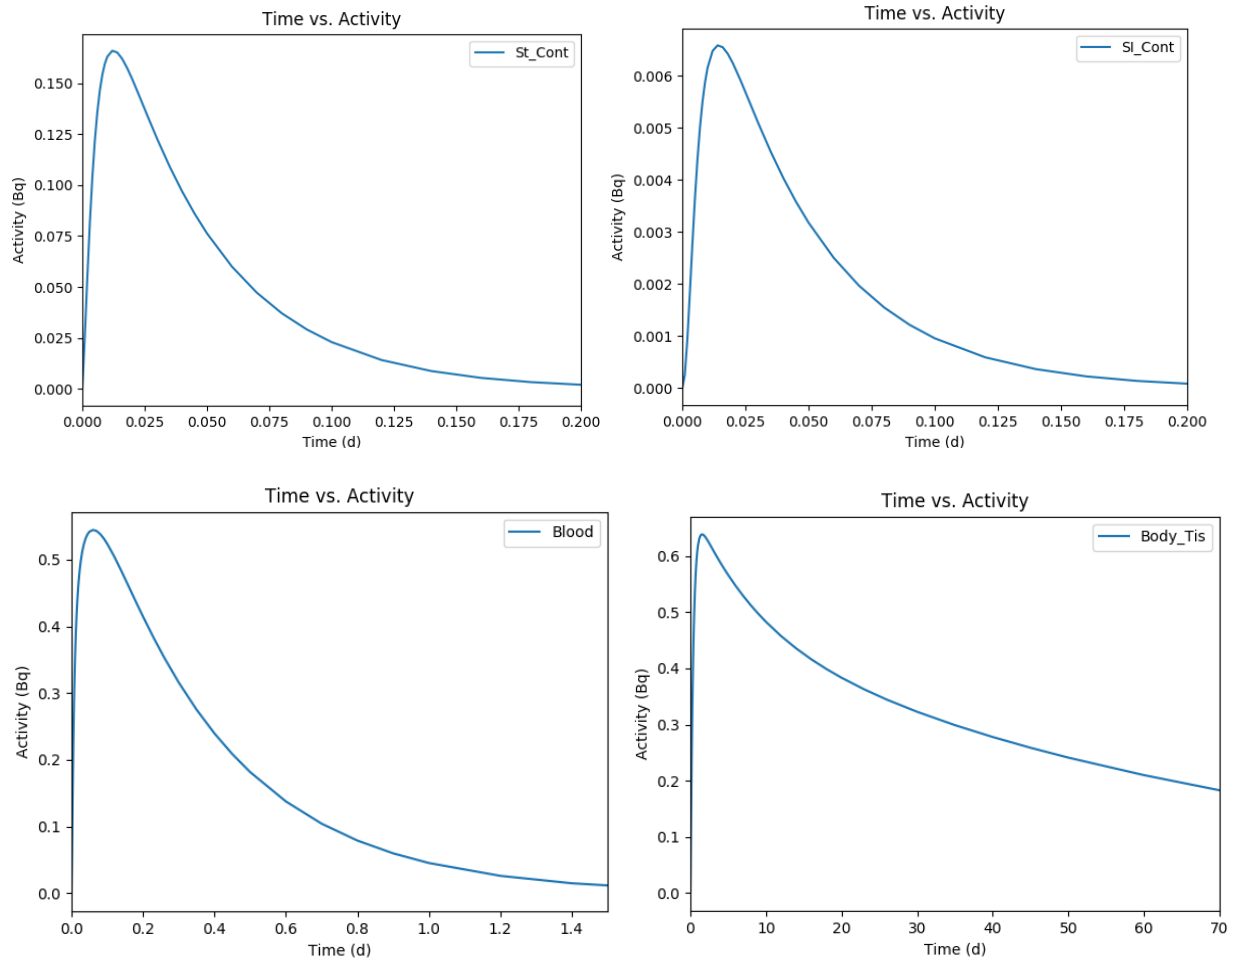 Time vs. Activity
St_Cont
Activity (Bq)
0.150
0.125
0.100
0.075
0.050
0.025
0.000
0.000 0.025 0.050 0.075 0.100 0.125 0.150 0.175 0.200
Time (d)
Time vs. Activity
SI_Cont
Activity (Bq)
0.006
0.005
0.004
0.003
0.002
0.001
0.000
0.000 0.025 0.050 0.075 0.100 0.125 0.150 0.175 0.200
Time (d)
Time vs. Activity
Blood
Activity (Bq)
0.5
0.4
0.3
0.2
0.1
0.0
0.0 0.2 0.4 0.6 0.8 1.0 1.2 1.4
Time (d)
Time vs. Activity
Body_Tis
Activity (Bq)
0.6
0.5
0.4
0.3
0.2
0.1
0.0
0 10 20 30 40 50 60 70
Time (d)